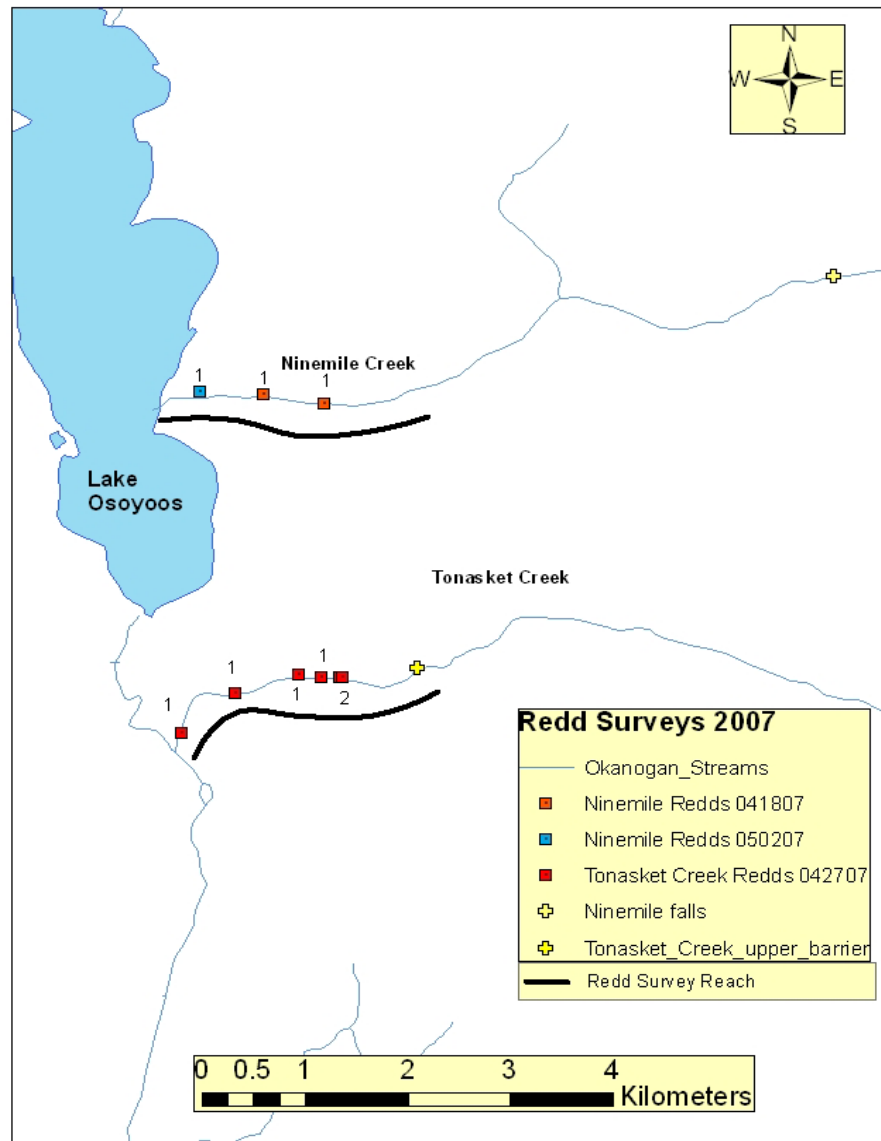 N
W E
S
1 1 1
Ninemile Creek
Lake
Osoyoos
Tonasket Creek
1
1
1
1
2
Redd Surveys 2007
Okanogan_Streams
Ninemile Redds 041807
Ninemile Redds 050207
Tonasket Creek Redds 042707
Ninemile falls
Tonasket_Creek_upper_barrier
Redd Survey Reach
0 0.5 1 2 3 4
Kilometers